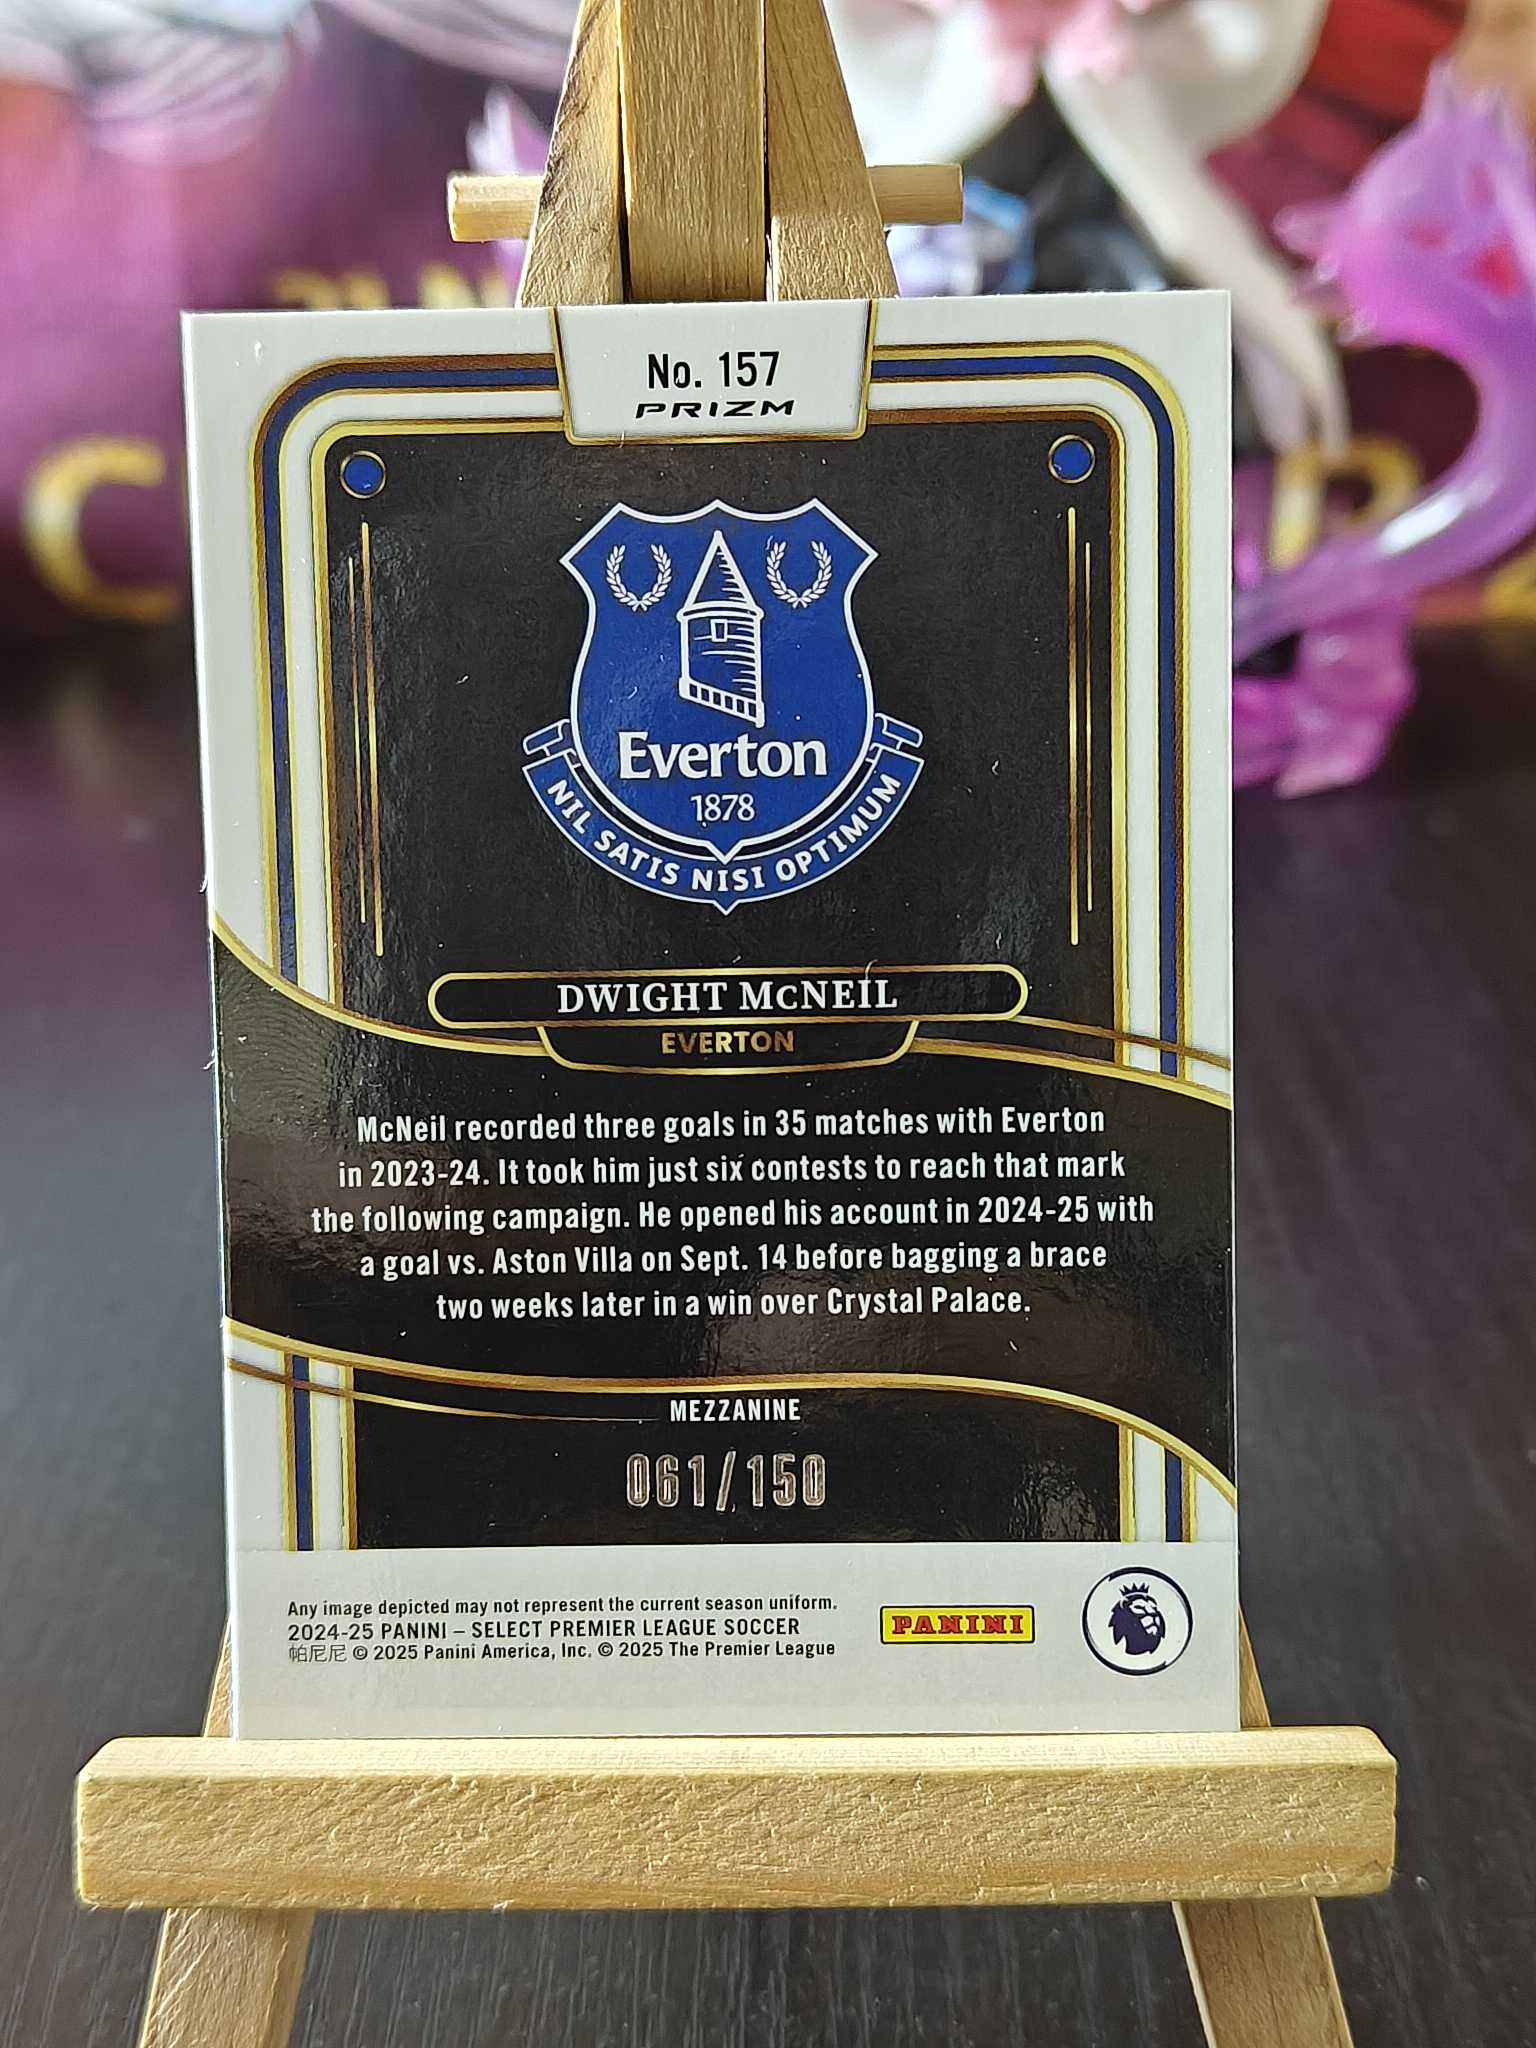 No. 157
PRIZM
Everton
1878
NIL SATIS NISI OPTIMUM
DWIGHT McNEIL
EVERTON
McNeil recorded three goals in 35 matches with Everton
in 2023-24. It took him just six contests to reach that mark
the following campaign. He opened his account in 2024-25 with
a goal vs. Aston Villa on Sept. 14 before bagging a brace
two weeks later in a win over Crystal Palace.
MEZZANINE
061/150
Any image depicted may not represent the current season uniform.
2024-25 PANINI – SELECT PREMIER LEAGUE SOCCER
帕尼尼 © 2025 Panini America, Inc. © 2025 The Premier League
PANINI